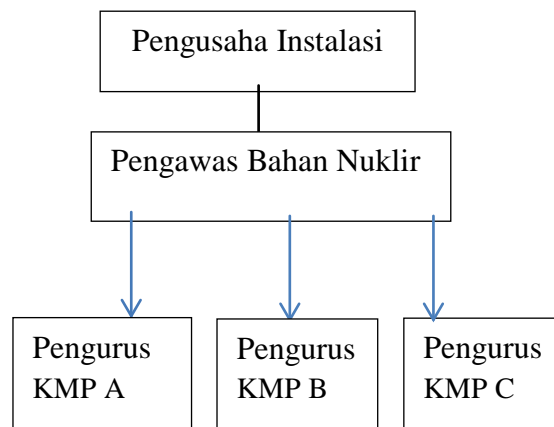 Pengusaha Instalasi
Pengawas Bahan Nuklir
Pengurus
KMP A
Pengurus
KMP B
Pengurus
KMP C